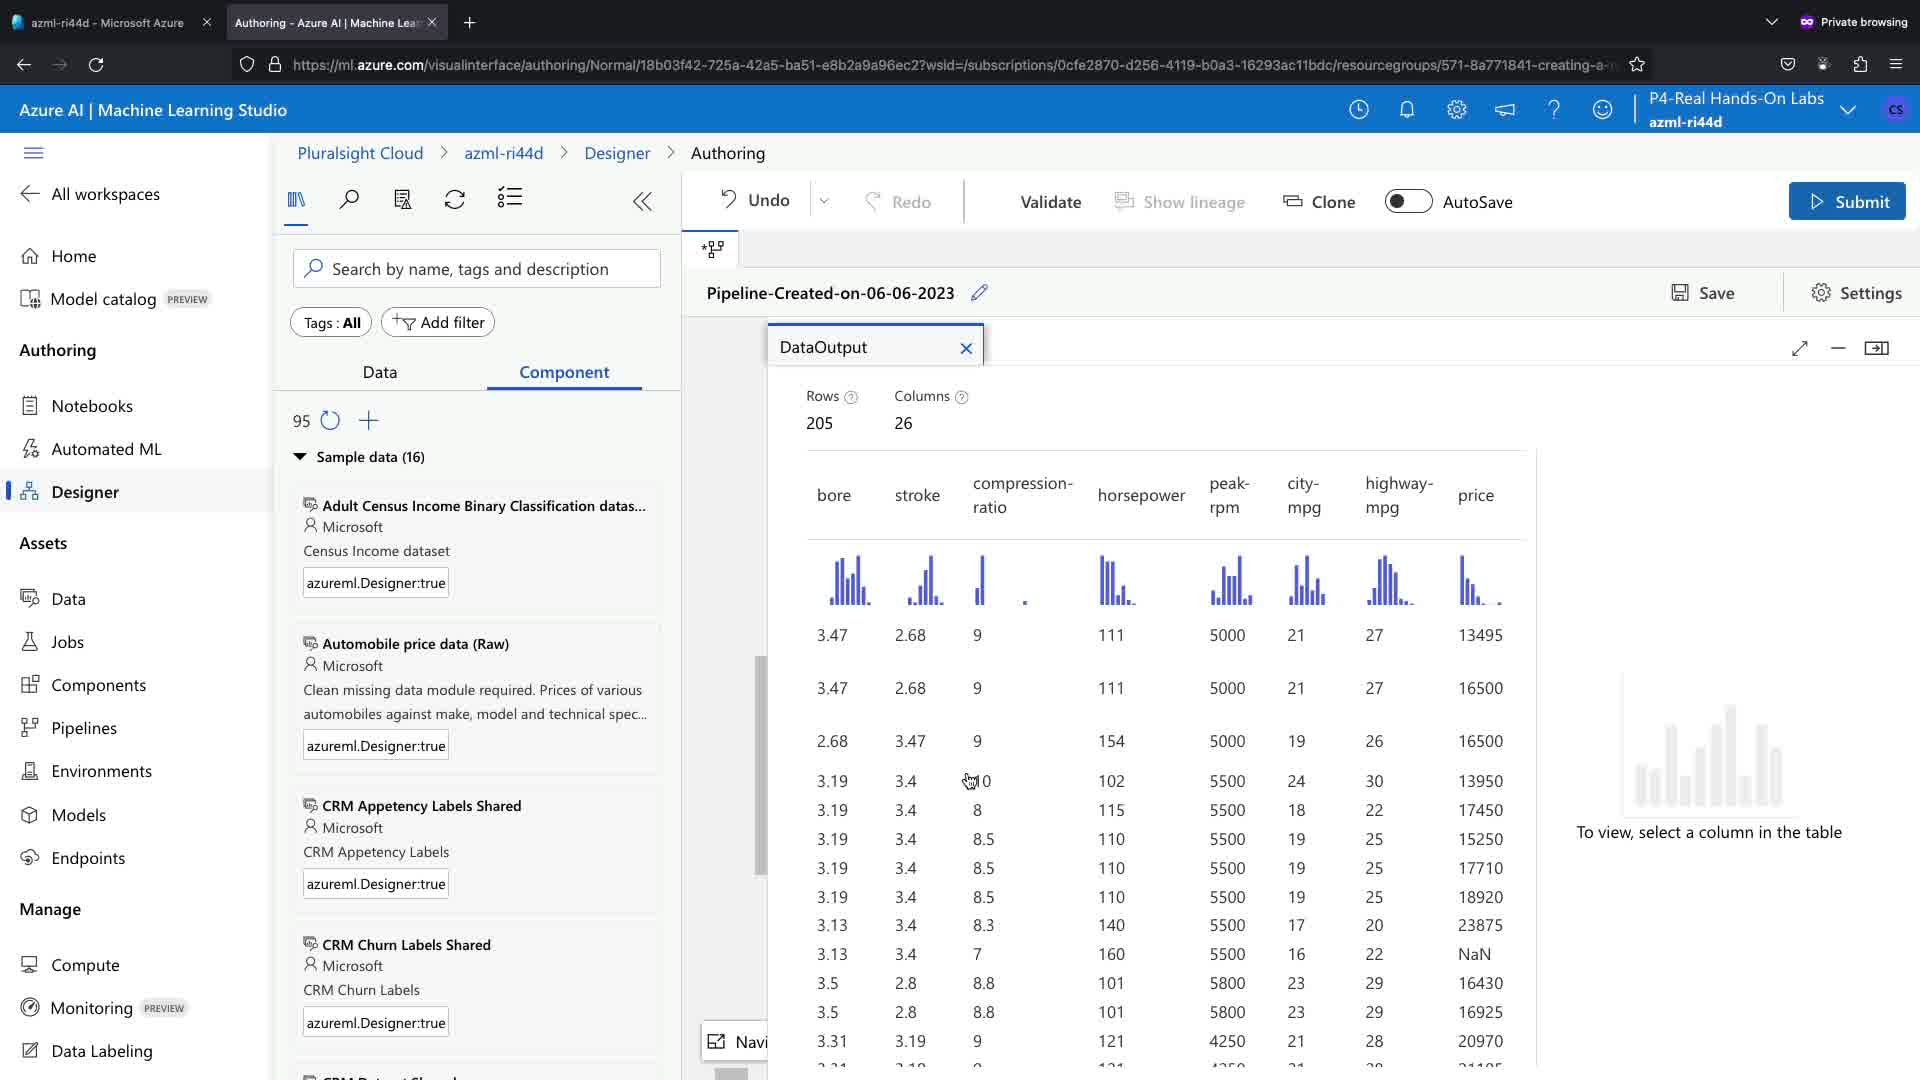 azml-ri44d - Microsoft Azure
Authoring - Azure AI | Machine Lear
Private browsing
https://ml.azure.com/visualinterface/authoring/Normal/18b03f42-725a-42a5-ba51-e8b2a9a96ec2?wsid=/subscriptions/0cfe2870-d256-4119-b0a3-16293ac11bdc/resourcegroups/571-8a771841-creating-a-
Azure AI | Machine Learning Studio
P4-Real Hands-On Labs
azml-ri44d
CS
Pluralsight Cloud > azml-ri44d > Designer > Authoring
All workspaces
Home
Model catalog PREVIEW
Authoring
Notebooks
Automated ML
Designer
Assets
Data
Jobs
Components
Pipelines
Environments
Models
Endpoints
Manage
Compute
Monitoring PREVIEW
Data Labeling
Search by name, tags and description
Tags : All
Add filter
Data
Component
95
Sample data (16)
Adult Census Income Binary Classification datas...
Microsoft
Census Income dataset
azureml.Designer:true
Automobile price data (Raw)
Microsoft
Clean missing data module required. Prices of various
automobiles against make, model and technical spec...
azureml.Designer:true
CRM Appetency Labels Shared
Microsoft
CRM Appetency Labels
azureml.Designer:true
CRM Churn Labels Shared
Microsoft
CRM Churn Labels
azureml.Designer:true
Undo
Redo
Validate
Show lineage
Clone
AutoSave
Submit
Pipeline-Created-on-06-06-2023
Save
Settings
DataOutput
Rows Columns
205 26
bore stroke compression-ratio horsepower peak-rpm city-mpg highway-mpg price
3.47 2.68 9 111 5000 21 27 13495
3.47 2.68 9 111 5000 21 27 16500
2.68 3.47 9 154 5000 19 26 16500
3.19 3.4 10 102 5500 24 30 13950
3.19 3.4 8 115 5500 18 22 17450
3.19 3.4 8.5 110 5500 19 25 15250
3.19 3.4 8.5 110 5500 19 25 17710
3.19 3.4 8.5 110 5500 19 25 18920
3.13 3.4 8.3 140 5500 17 20 23875
3.13 3.4 7 160 5500 16 22 NaN
3.5 2.8 8.8 101 5800 23 29 16430
3.5 2.8 8.8 101 5800 23 29 16925
3.31 3.19 9 121 4250 21 28 20970
To view, select a column in the table
Navi